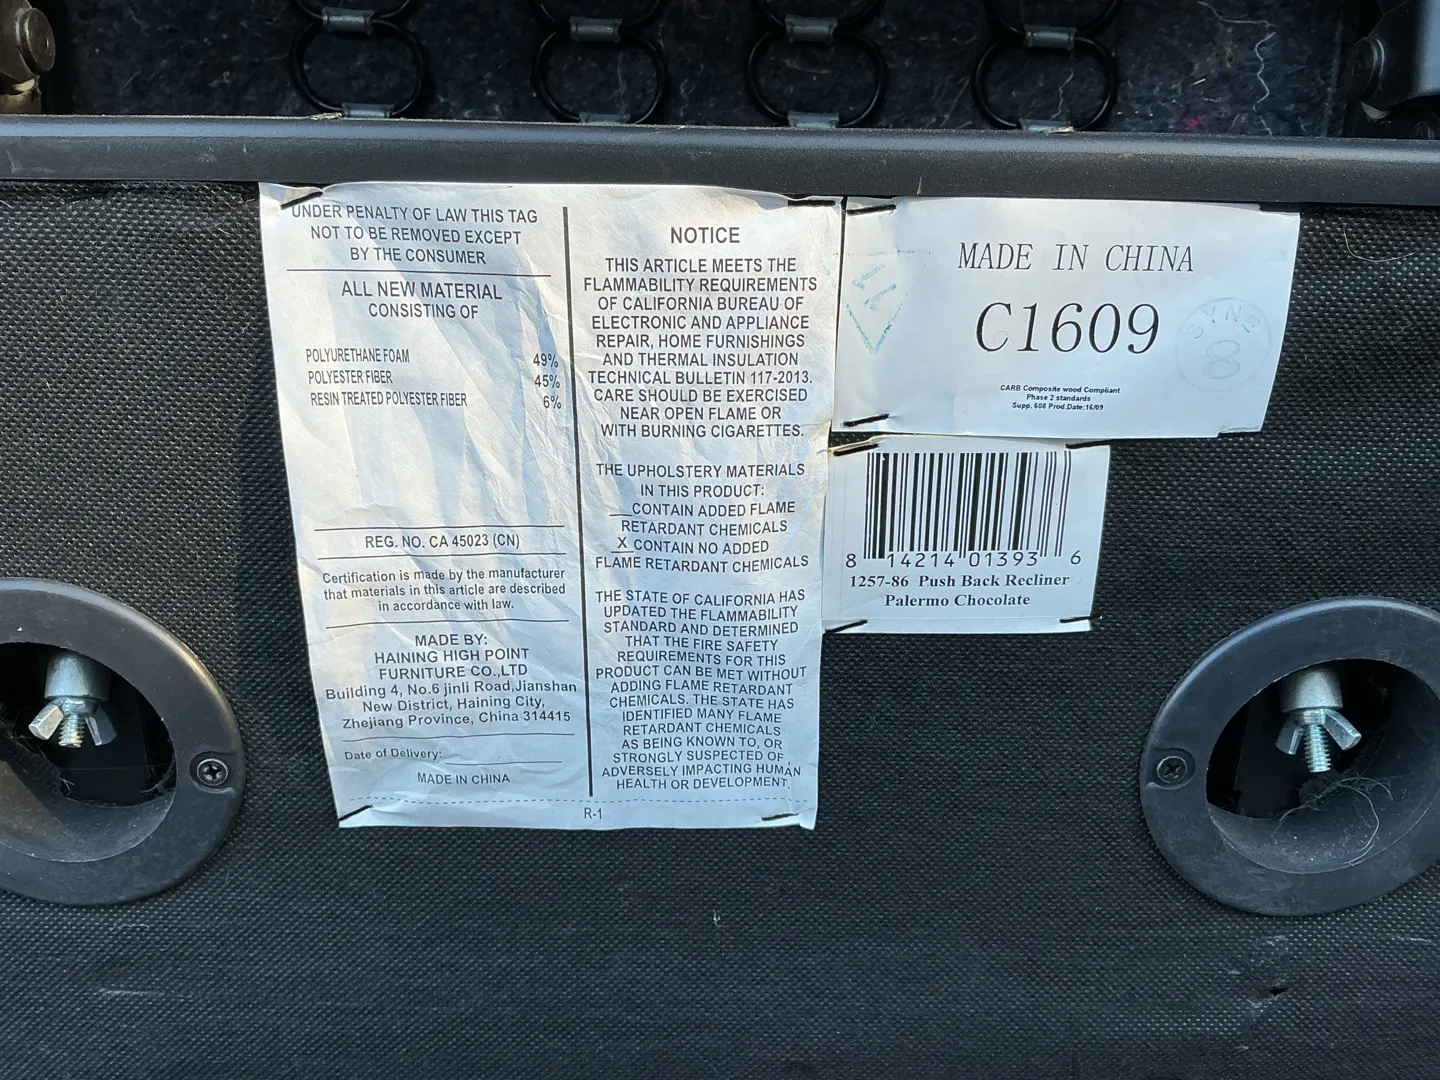 UNDER PENALTY OF LAW THIS TAG
NOT TO BE REMOVED EXCEPT
BY THE CONSUMER
ALL NEW MATERIAL
CONSISTING OF
POLYURETHANE FOAM 49%
POLYESTER FIBER 45%
RESIN TREATED POLYESTER FIBER 6%
REG. NO. CA 45023 (CN)
Certification is made by the manufacturer
that materials in this article are described
in accordance with law.
MADE BY:
HAINING HIGH POINT
FURNITURE CO.,LTD
Building 4, No.6 jinli Road,Jianshan
New District, Haining City,
Zhejiang Province, China 314415
Date of Delivery:
MADE IN CHINA
NOTICE
THIS ARTICLE MEETS THE
FLAMMABILITY REQUIREMENTS
OF CALIFORNIA BUREAU OF
ELECTRONIC AND APPLIANCE
REPAIR, HOME FURNISHINGS
AND THERMAL INSULATION
TECHNICAL BULLETIN 117-2013.
CARE SHOULD BE EXERCISED
NEAR OPEN FLAME OR
WITH BURNING CIGARETTES.
THE UPHOLSTERY MATERIALS
IN THIS PRODUCT:
__CONTAIN ADDED FLAME
RETARDANT CHEMICALS
X CONTAIN NO ADDED
FLAME RETARDANT CHEMICALS
THE STATE OF CALIFORNIA HAS
UPDATED THE FLAMMABILITY
STANDARD AND DETERMINED
THAT THE FIRE SAFETY
REQUIREMENTS FOR THIS
PRODUCT CAN BE MET WITHOUT
ADDING FLAME RETARDANT
CHEMICALS. THE STATE HAS
IDENTIFIED MANY FLAME
RETARDANT CHEMICALS
AS BEING KNOWN TO, OR
STRONGLY SUSPECTED OF,
ADVERSELY IMPACTING HUMAN
HEALTH OR DEVELOPMENT.
R-1
MADE IN CHINA
C1609
SYNE
8
CARB Composite wood Compliant
Phase 2 standards
Supp. 608 Prod.Date:16/09
8 14214 01393 6
1257-86 Push Back Recliner
Palermo Chocolate